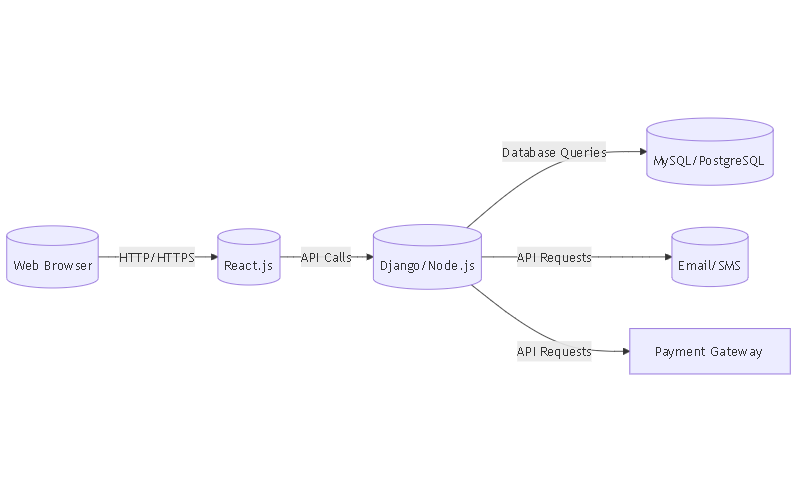 Web Browser
HTTP/HTTPS
React.js
API Calls
Django/Node.js
Database Queries
MySQL/PostgreSQL
API Requests
Email/SMS
API Requests
Payment Gateway